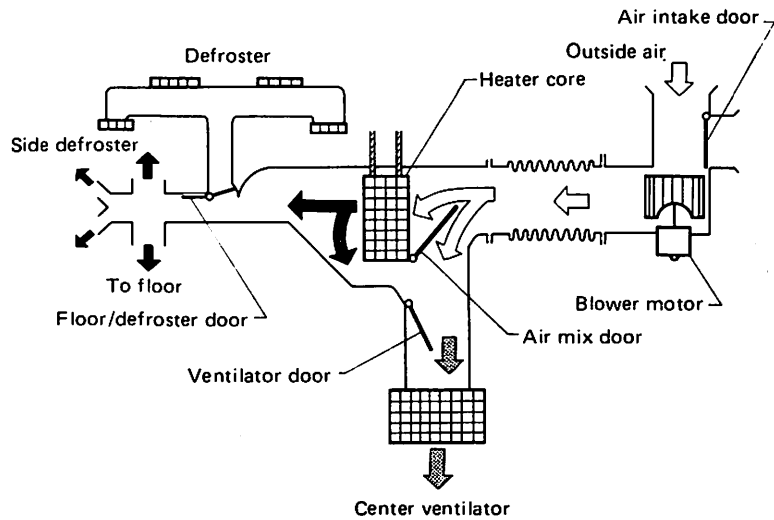 Air intake door
Defroster
Outside air
Heater core
Side defroster
To floor
Floor/defroster door
Blower motor
Air mix door
Ventilator door
Center ventilator